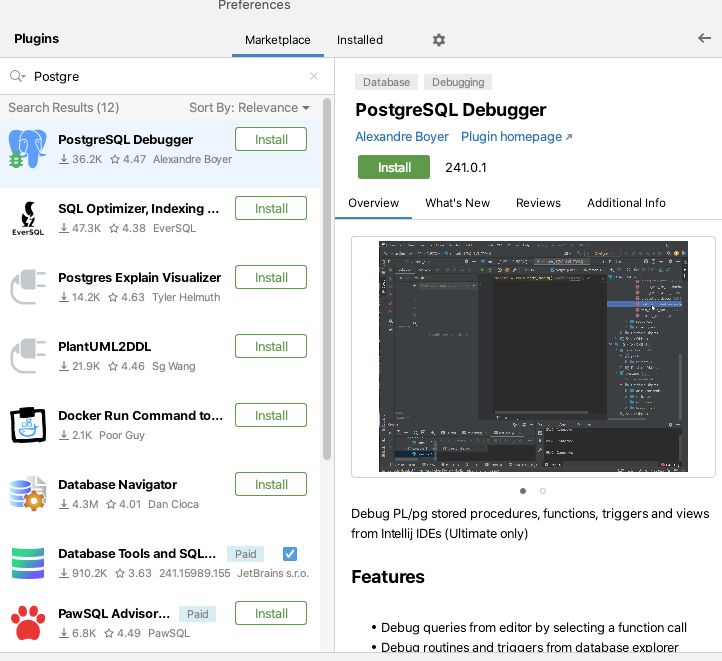 Preferences
Plugins
Marketplace
Installed
Postgre
Search Results (12)
Sort By: Relevance
PostgreSQL Debugger
Install
36.2K 4.47 Alexandre Boyer
SQL Optimizer, Indexing ...
Install
47.3K 4.38 EverSQL
EverSQL
Postgres Explain Visualizer
Install
14.2K 4.63 Tyler Helmuth
PlantUML2DDL
Install
21.9K 4.46 Sg Wang
Docker Run Command to...
Install
2.1K Poor Guy
Database Navigator
Install
4.3M 4.01 Dan Cioca
Database Tools and SQL...
Paid
910.2K 3.63 241.15989.155 JetBrains s.r.o.
PawSQL Advisor...
Paid
Install
6.8K 4.49 PawSQL
Database
Debugging
PostgreSQL Debugger
Alexandre Boyer
Plugin homepage
Install
241.0.1
Overview
What's New
Reviews
Additional Info
Debug PL/pg stored procedures, functions, triggers and views
from Intellij IDEs (Ultimate only)
Features
• Debug queries from editor by selecting a function call
• Debug routines and triggers from database explorer